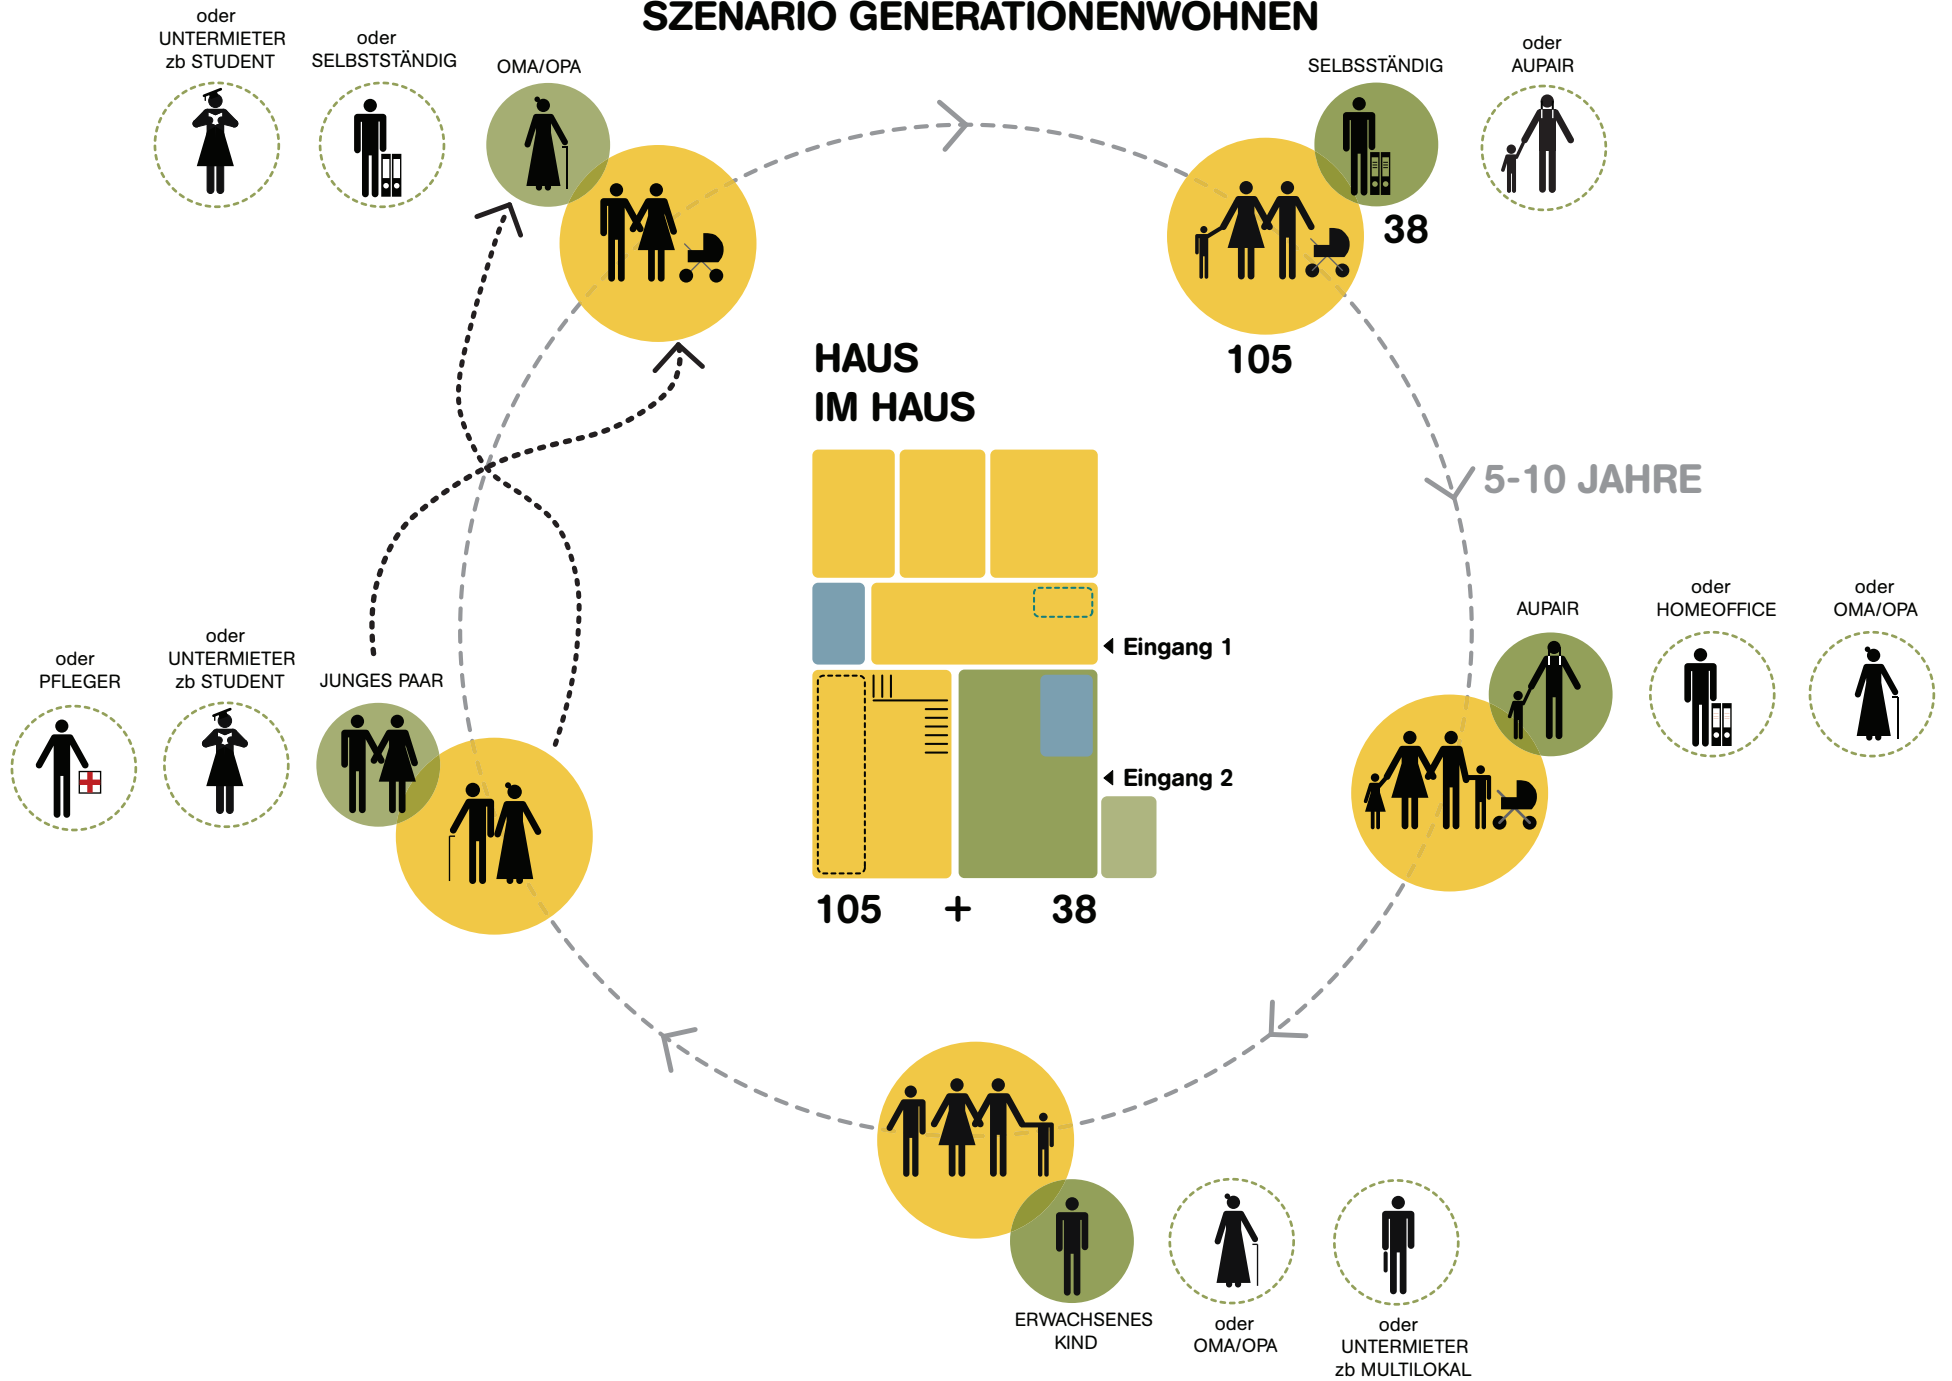 SZENARIO GENERATIONENWOHNEN
oder
UNTERMIETER
zb STUDENT
oder
SELBSTSTÄNDIG
OMA/OPA
SELBSSTÄNDIG
oder
AUPAIR
38
105
HAUS
IM HAUS
5-10 JAHRE
Eingang 1
Eingang 2
105 + 38
AUPAIR
oder
HOMEOFFICE
oder
OMA/OPA
oder
PFLEGER
oder
UNTERMIETER
zb STUDENT
JUNGES PAAR
ERWACHSENES
KIND
oder
OMA/OPA
oder
UNTERMIETER
zb MULTILOKAL